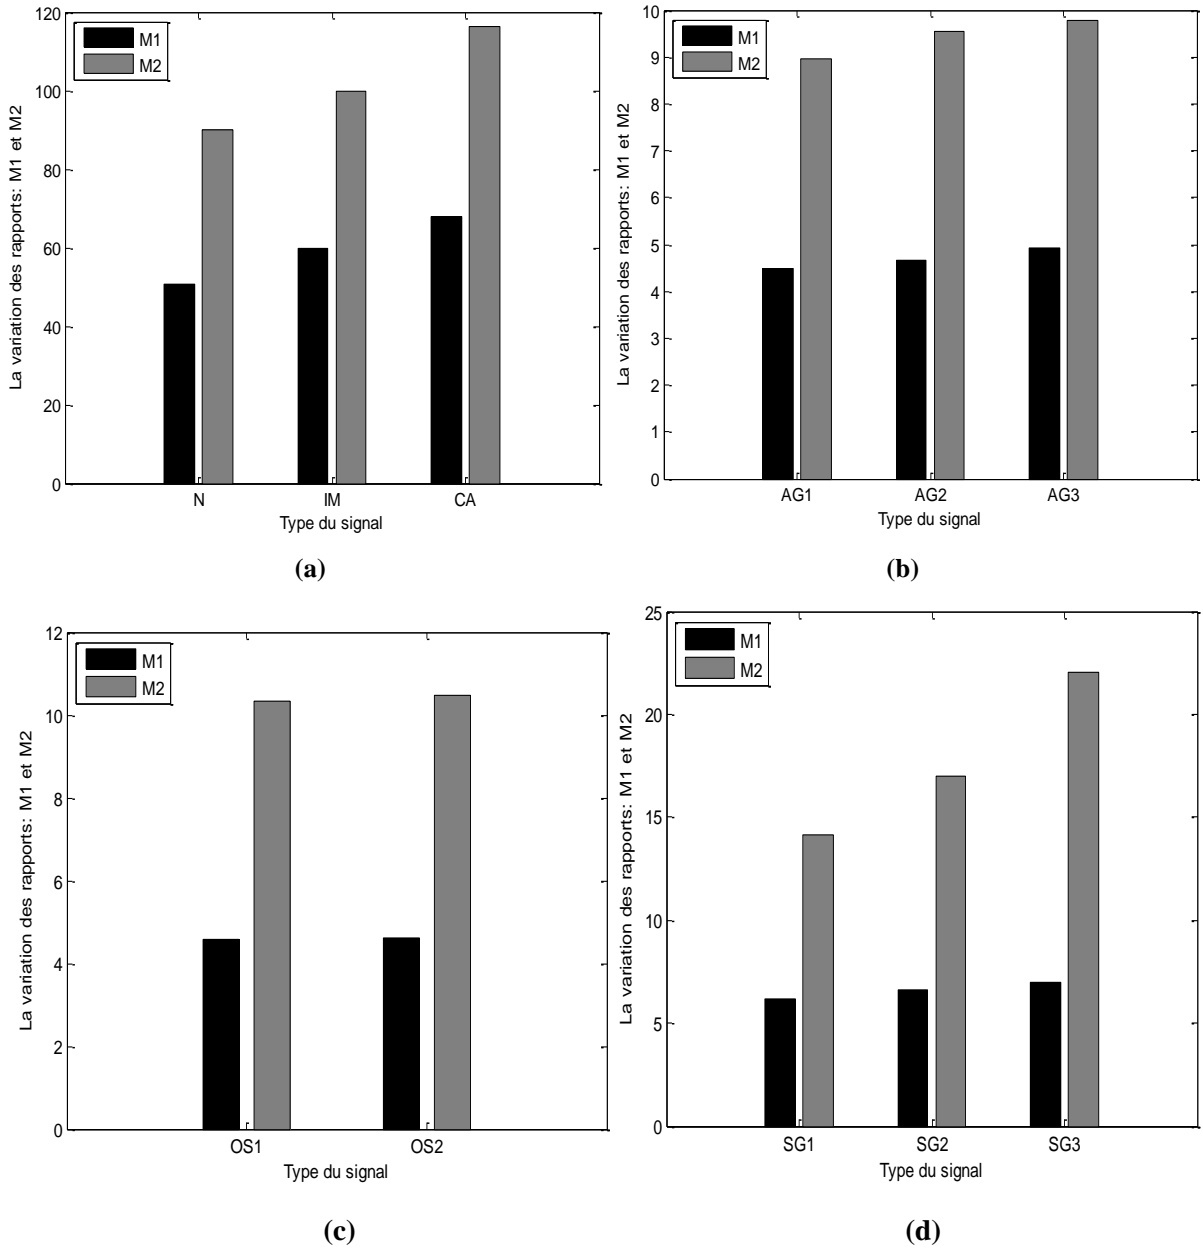 La variation des rapports: M1 et M2
120
100
80
60
40
20
0
M1
M2
N IM CA
Type du signal
(a)
La variation des rapports: M1 et M2
10
9
8
7
6
5
4
3
2
1
0
M1
M2
AG1 AG2 AG3
Type du signal
(b)
La variation des rapports: M1 et M2
12
10
8
6
4
2
0
M1
M2
OS1 OS2
Type du signal
(c)
La variation des rapports: M1 et M2
25
20
15
10
5
0
M1
M2
SG1 SG2 SG3
Type du signal
(d)